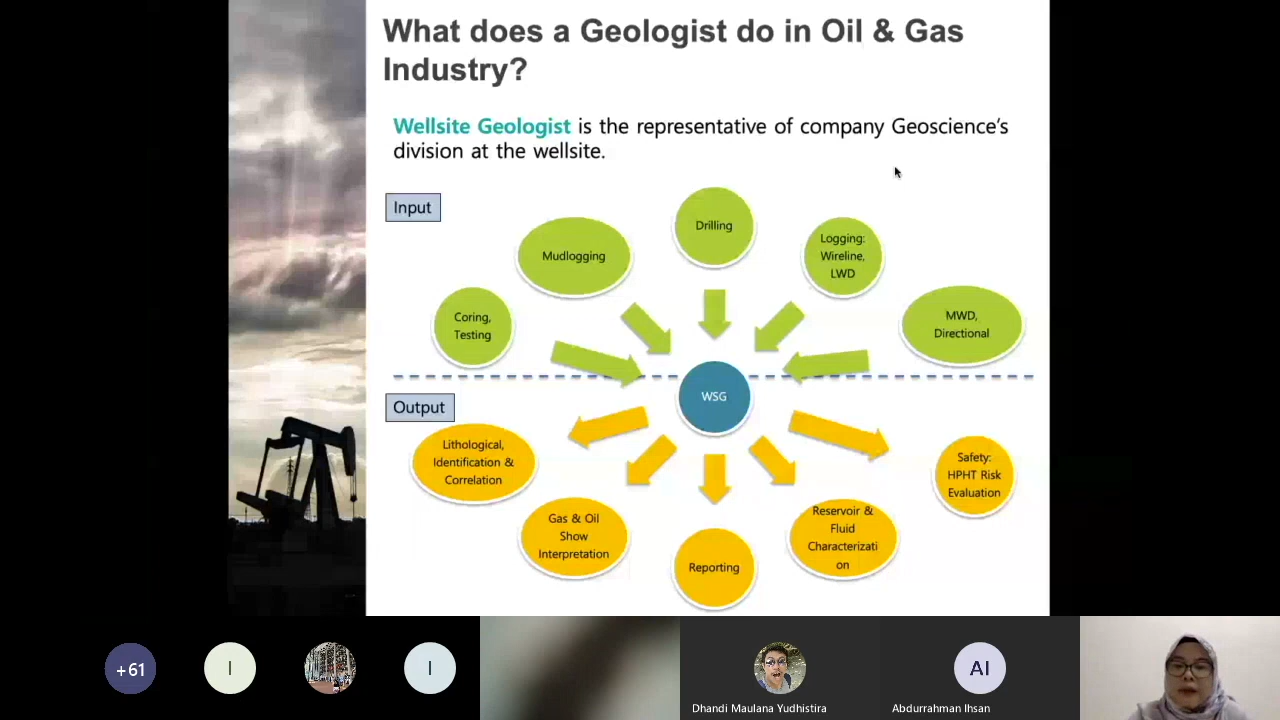 What does a Geologist do in Oil & Gas
Industry?
Wellsite Geologist is the representative of company Geoscience's
division at the wellsite.
Input
Drilling
Mudlogging
Logging:
Wireline,
LWD
Coring,
Testing
MWD,
Directional
WSG
Output
Lithological,
Identification &
Correlation
Safety:
HPHT Risk
Evaluation
Gas & Oil
Show
Interpretation
Reservoir &
Fluid
Characterizati
on
Reporting
+61
I
I
AI
Dhandi Maulana Yudhistira
Abdurrahman Ihsan